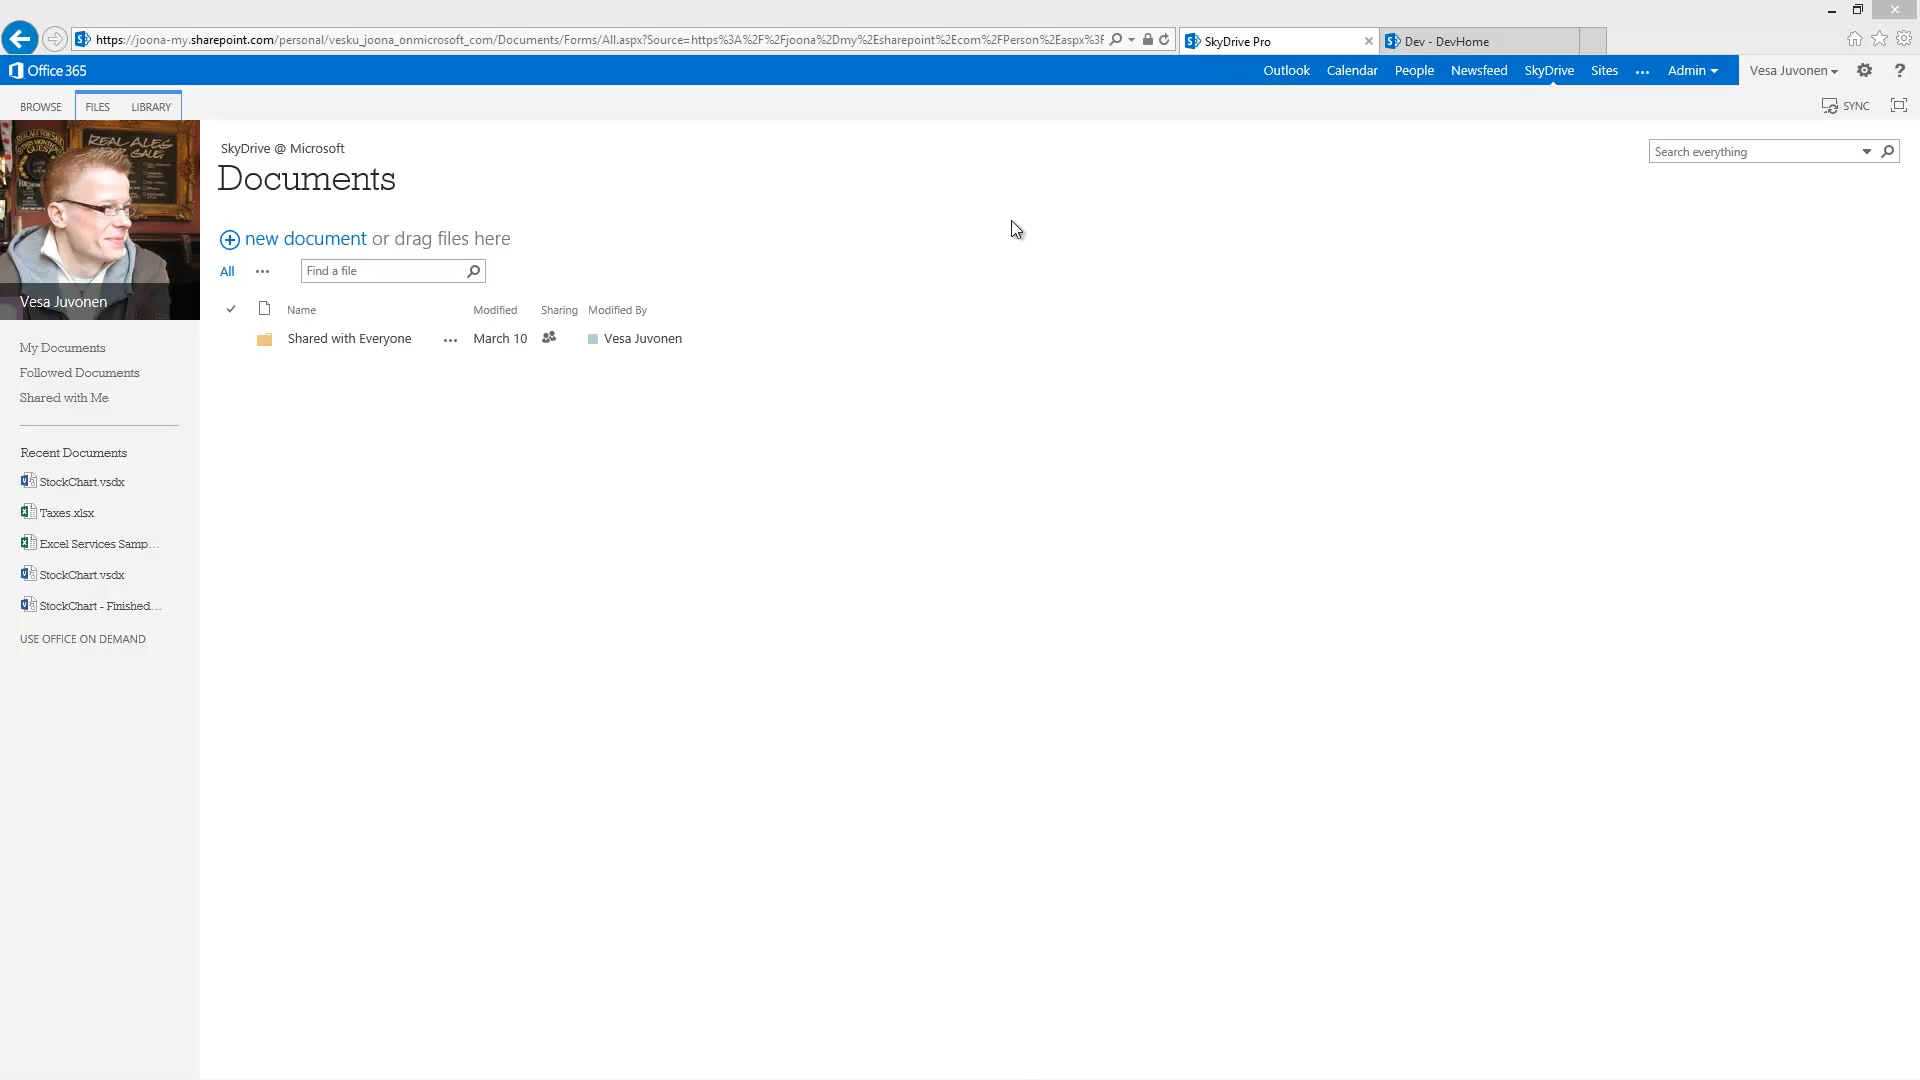 https://joona-my.sharepoint.com/personal/vesku_joona_onmicrosoft_com/Documents/Forms/All.aspx?Source=https%3A%2F%2Fjoona%2Dmy%2Esharepoint%2Ecom%2FPerson%2Easpx%3F
SkyDrive Pro
Dev - DevHome
Office 365
Outlook Calendar People Newsfeed SkyDrive Sites ... Admin
Vesa Juvonen
?
BROWSE FILES LIBRARY
SYNC
REAL ALES
SkyDrive @ Microsoft
Documents
Search everything
new document or drag files here
All ...
Find a file
Name Modified Sharing Modified By
Shared with Everyone ... March 10 Vesa Juvonen
Vesa Juvonen
My Documents
Followed Documents
Shared with Me
Recent Documents
StockChart.vsdx
Taxes.xlsx
Excel Services Samp...
StockChart.vsdx
StockChart - Finished...
USE OFFICE ON DEMAND